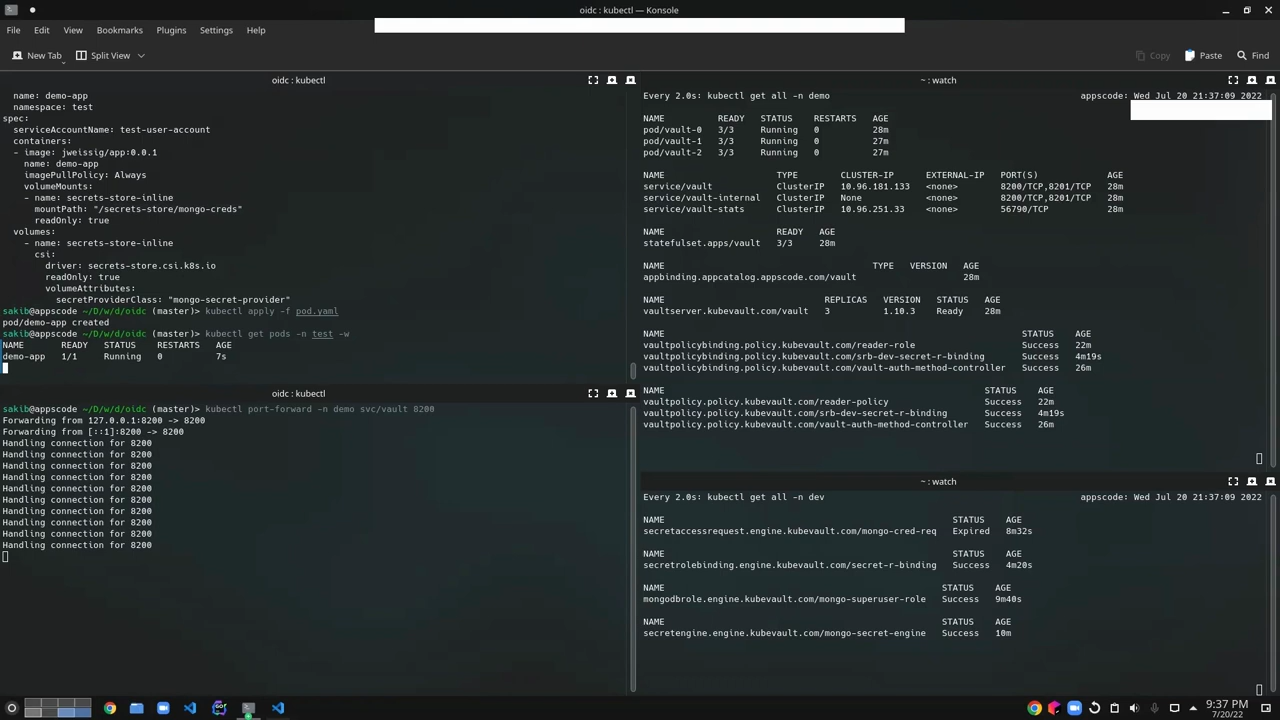 oidc : kubectl — Konsole
File Edit View Bookmarks Plugins Settings Help
New Tab Split View Copy Paste Find
oidc : kubectl
name: demo-app
namespace: test
spec:
serviceAccountName: test-user-account
containers:
- image: jweissig/app:0.0.1
name: demo-app
imagePullPolicy: Always
volumeMounts:
- name: secrets-store-inline
mountPath: "/secrets-store/mongo-creds"
readOnly: true
volumes:
- name: secrets-store-inline
csi:
driver: secrets-store.csi.k8s.io
readOnly: true
volumeAttributes:
secretProviderClass: "mongo-secret-provider"
sakib@appscode ~/D/w/d/oidc (master)> kubectl apply -f pod.yaml
pod/demo-app created
sakib@appscode ~/D/w/d/oidc (master)> kubectl get pods -n test -w
NAME READY STATUS RESTARTS AGE
demo-app 1/1 Running 0 7s
oidc : kubectl
sakib@appscode ~/D/w/d/oidc (master)> kubectl port-forward -n demo svc/vault 8200
Forwarding from 127.0.0.1:8200 -> 8200
Forwarding from [::1]:8200 -> 8200
Handling connection for 8200
Handling connection for 8200
Handling connection for 8200
Handling connection for 8200
Handling connection for 8200
Handling connection for 8200
Handling connection for 8200
Handling connection for 8200
Handling connection for 8200
Handling connection for 8200
~ : watch
Every 2.0s: kubectl get all -n demo appscode: Wed Jul 20 21:37:09 2022
NAME READY STATUS RESTARTS AGE
pod/vault-0 3/3 Running 0 28m
pod/vault-1 3/3 Running 0 27m
pod/vault-2 3/3 Running 0 27m
NAME TYPE CLUSTER-IP EXTERNAL-IP PORT(S) AGE
service/vault ClusterIP 10.96.181.133 <none> 8200/TCP,8201/TCP 28m
service/vault-internal ClusterIP None <none> 8200/TCP,8201/TCP 28m
service/vault-stats ClusterIP 10.96.251.33 <none> 56790/TCP 28m
NAME READY AGE
statefulset.apps/vault 3/3 28m
NAME TYPE VERSION AGE
appbinding.appcatalog.appscode.com/vault 28m
NAME REPLICAS VERSION STATUS AGE
vaultserver.kubevault.com/vault 3 1.10.3 Ready 28m
NAME STATUS AGE
vaultpolicybinding.policy.kubevault.com/reader-role Success 22m
vaultpolicybinding.policy.kubevault.com/srb-dev-secret-r-binding Success 4m19s
vaultpolicybinding.policy.kubevault.com/vault-auth-method-controller Success 26m
NAME STATUS AGE
vaultpolicy.policy.kubevault.com/reader-policy Success 22m
vaultpolicy.policy.kubevault.com/srb-dev-secret-r-binding Success 4m19s
vaultpolicy.policy.kubevault.com/vault-auth-method-controller Success 26m
~ : watch
Every 2.0s: kubectl get all -n dev appscode: Wed Jul 20 21:37:09 2022
NAME STATUS AGE
secretaccessrequest.engine.kubevault.com/mongo-cred-req Expired 8m32s
NAME STATUS AGE
secretrolebinding.engine.kubevault.com/secret-r-binding Success 4m20s
NAME STATUS AGE
mongodbrole.engine.kubevault.com/mongo-superuser-role Success 9m40s
NAME STATUS AGE
secretengine.engine.kubevault.com/mongo-secret-engine Success 10m
9:37 PM
7/20/22